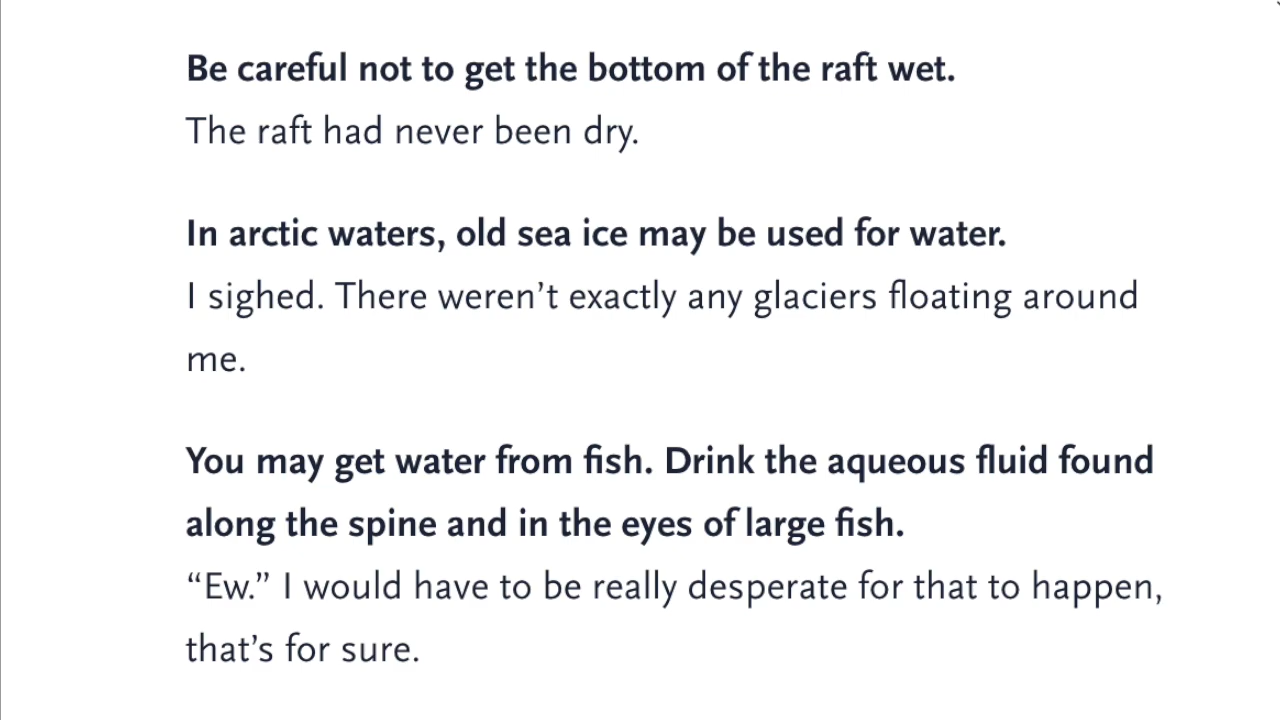 Be careful not to get the bottom of the raft wet.
The raft had never been dry.
In arctic waters, old sea ice may be used for water.
I sighed. There weren’t exactly any glaciers floating around
me.
You may get water from fish. Drink the aqueous fluid found
along the spine and in the eyes of large fish.
“Ew.” I would have to be really desperate for that to happen,
that’s for sure.